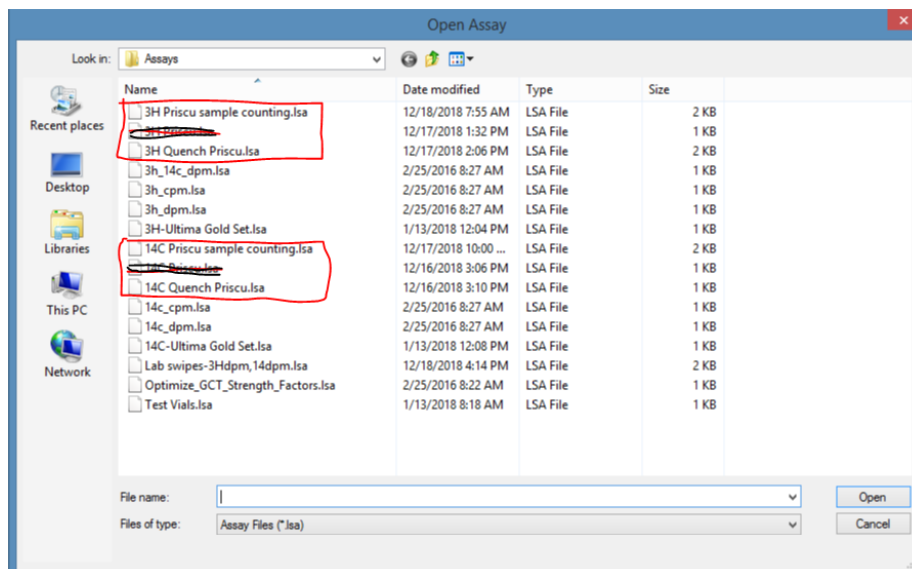 Open Assay
Look in: Assays
Name Date modified Type Size
3H Priscu sample counting.lsa 12/18/2018 7:55 AM LSA File 2 KB
12/17/2018 1:32 PM LSA File 1 KB
3H Quench Priscu.lsa 12/17/2018 2:06 PM LSA File 2 KB
3h_14c_dpm.lsa 2/25/2016 8:27 AM LSA File 1 KB
3h_cpm.lsa 2/25/2016 8:27 AM LSA File 1 KB
3h_dpm.lsa 2/25/2016 8:27 AM LSA File 1 KB
3H-Ultima Gold Set.lsa 1/13/2018 12:04 PM LSA File 1 KB
14C Priscu sample counting.lsa 12/17/2018 10:00 ... LSA File 2 KB
14C Priscu.lsa 12/16/2018 3:06 PM LSA File 1 KB
14C Quench Priscu.lsa 12/16/2018 3:10 PM LSA File 1 KB
14c_cpm.lsa 2/25/2016 8:27 AM LSA File 1 KB
14c_dpm.lsa 2/25/2016 8:27 AM LSA File 1 KB
14C-Ultima Gold Set.lsa 1/13/2018 12:08 PM LSA File 1 KB
Lab swipes-3Hdpm,14dpm.lsa 12/18/2018 4:14 PM LSA File 2 KB
Optimize_GCT_Strength_Factors.lsa 2/25/2016 8:22 AM LSA File 1 KB
Test Vials.lsa 1/13/2018 8:18 AM LSA File 1 KB
Recent places
Desktop
Libraries
This PC
Network
File name: Open
Files of type: Assay Files (*.lsa) Cancel